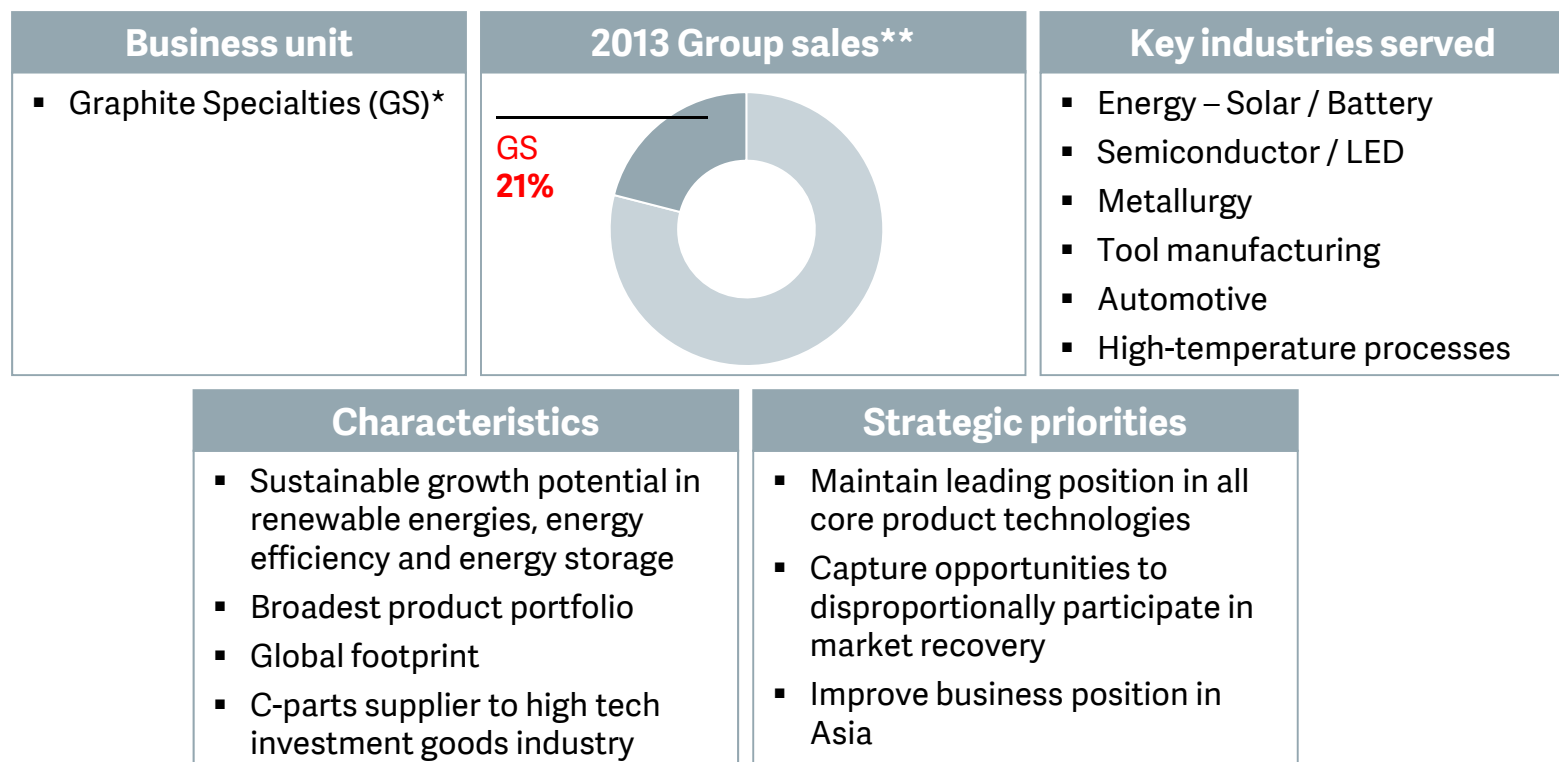 Business unit
▪ Graphite Specialties (GS)*
2013 Group sales**
GS
21%
Key industries served
▪ Energy – Solar / Battery
▪ Semiconductor / LED
▪ Metallurgy
▪ Tool manufacturing
▪ Automotive
▪ High-temperature processes
Characteristics
▪ Sustainable growth potential in
renewable energies, energy
efficiency and energy storage
▪ Broadest product portfolio
▪ Global footprint
▪ C-parts supplier to high tech
investment goods industry
Strategic priorities
▪ Maintain leading position in all
core product technologies
▪ Capture opportunities to
disproportionally participate in
market recovery
▪ Improve business position in
Asia